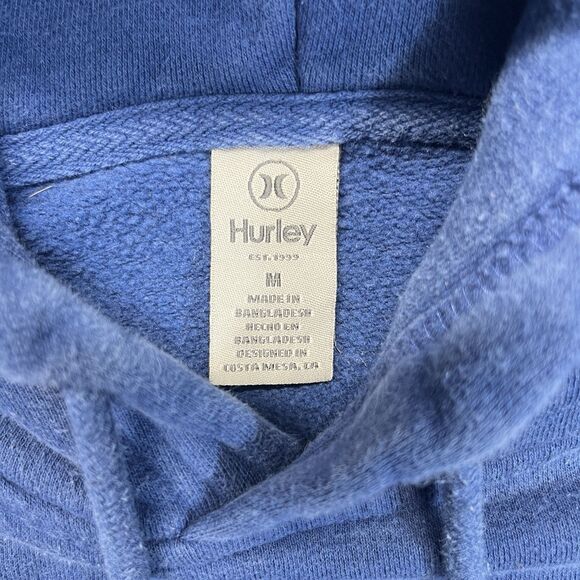 Hurley
EST. 1999
M
MADE IN
BANGLADESH
HECHO EN
BANGLADESH
DESIGNED IN
COSTA MESA, CA